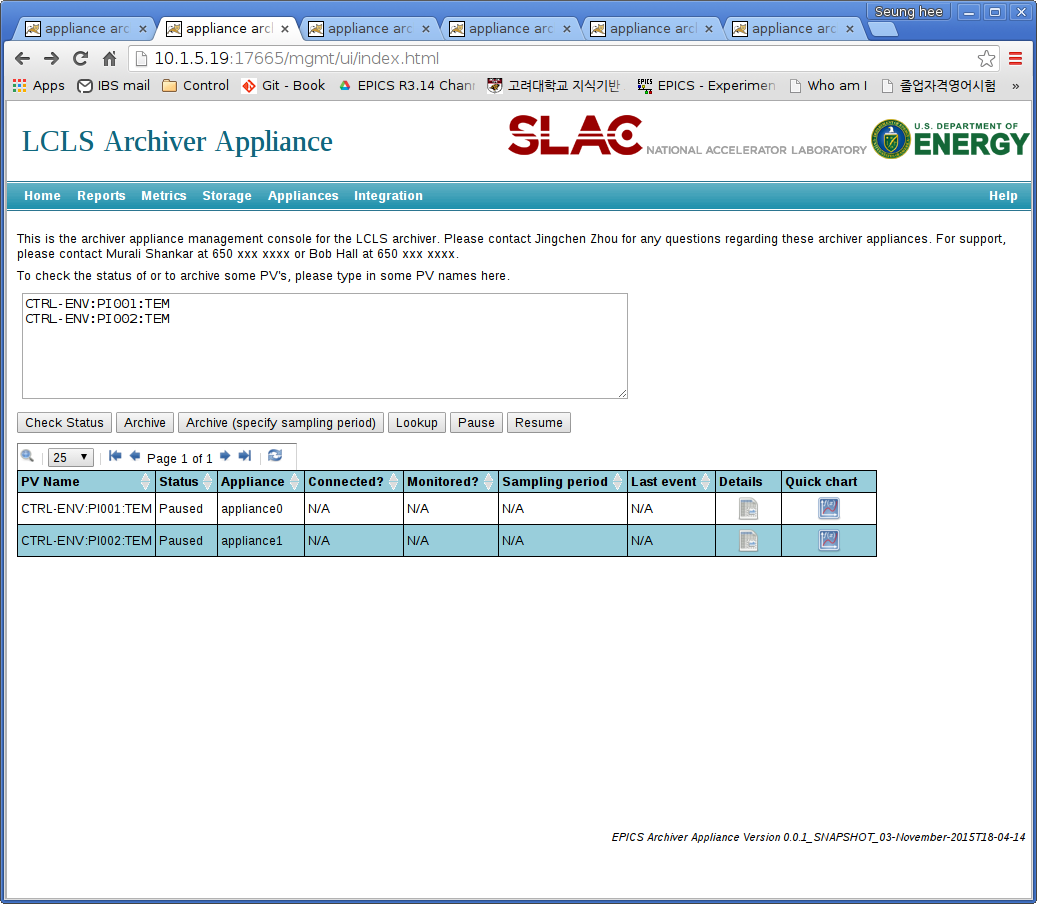 Seung hee
appliance arc
appliance arc
appliance arc
appliance arc
appliance arc
appliance arc
10.1.5.19:17665/mgmt/ui/index.html
Apps IBS mail Control Git - Book EPICS R3.14 Chann 고려대학교 지식기반 EPICS - Experimen Who am I 졸업자격영어시험 »
LCLS Archiver Appliance
SLAC NATIONAL ACCELERATOR LABORATORY
U.S. DEPARTMENT OF
ENERGY
Home Reports Metrics Storage Appliances Integration Help
This is the archiver appliance management console for the LCLS archiver. Please contact Jingchen Zhou for any questions regarding these archiver appliances. For support,
please contact Murali Shankar at 650 xxx xxxx or Bob Hall at 650 xxx xxxx.
To check the status of or to archive some PV's, please type in some PV names here.
CTRL-ENV:PI001:TEM
CTRL-ENV:PI002:TEM
Check Status Archive Archive (specify sampling period) Lookup Pause Resume
25 Page 1 of 1
PV Name Status Appliance Connected? Monitored? Sampling period Last event Details Quick chart
CTRL-ENV:PI001:TEM Paused appliance0 N/A N/A N/A N/A
CTRL-ENV:PI002:TEM Paused appliance1 N/A N/A N/A N/A
EPICS Archiver Appliance Version 0.0.1_SNAPSHOT_03-November-2015T18-04-14